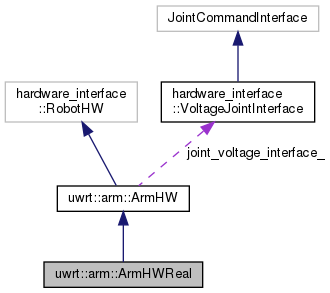 JointCommandInterface
hardware_interface
::RobotHW
hardware_interface
::VoltageJointInterface
joint_voltage_interface_
uwrt::arm::ArmHW
uwrt::arm::ArmHWReal